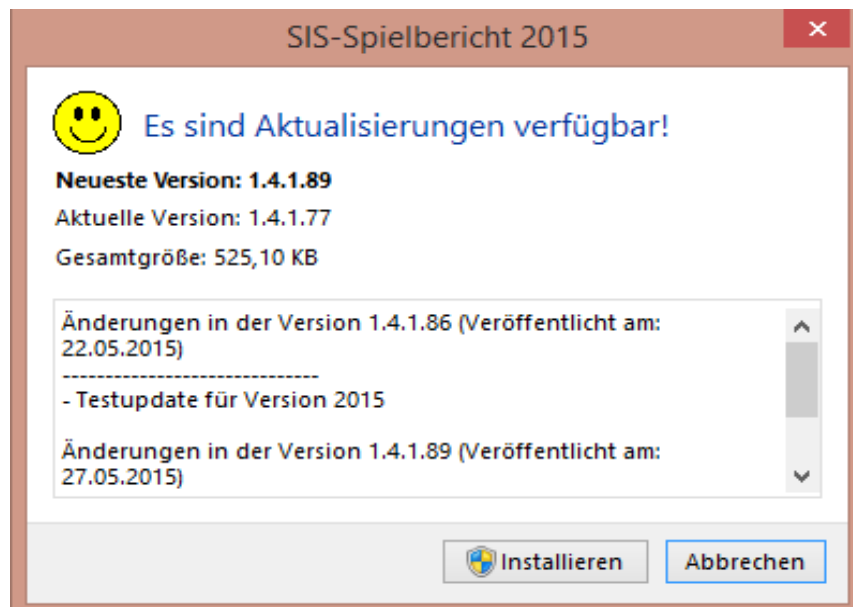 SIS-Spielbericht 2015
Es sind Aktualisierungen verfügbar!
Neueste Version: 1.4.1.89
Aktuelle Version: 1.4.1.77
Gesamtgröße: 525,10 KB
Änderungen in der Version 1.4.1.86 (Veröffentlicht am:
22.05.2015)
------------------------------
- Testupdate für Version 2015
Änderungen in der Version 1.4.1.89 (Veröffentlicht am:
27.05.2015)
Installieren
Abbrechen